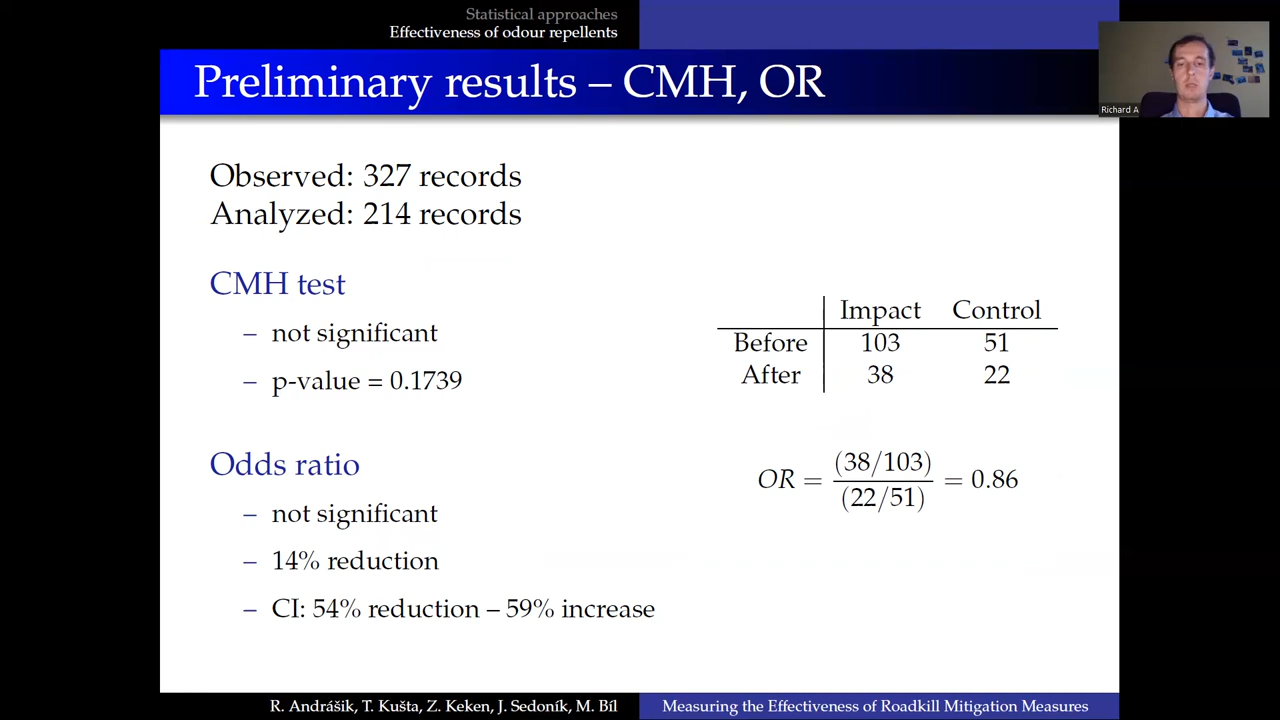 Statistical approaches
Effectiveness of odour repellents
Preliminary results – CMH, OR
Richard A
Observed: 327 records
Analyzed: 214 records
CMH test
– not significant
– p-value = 0.1739
Odds ratio
– not significant
– 14% reduction
– CI: 54% reduction – 59% increase
Impact Control
Before 103 51
After 38 22
OR = (38/103) / (22/51) = 0.86
R. Andrášik, T. Kušta, Z. Keken, J. Sedoník, M. Bíl
Measuring the Effectiveness of Roadkill Mitigation Measures